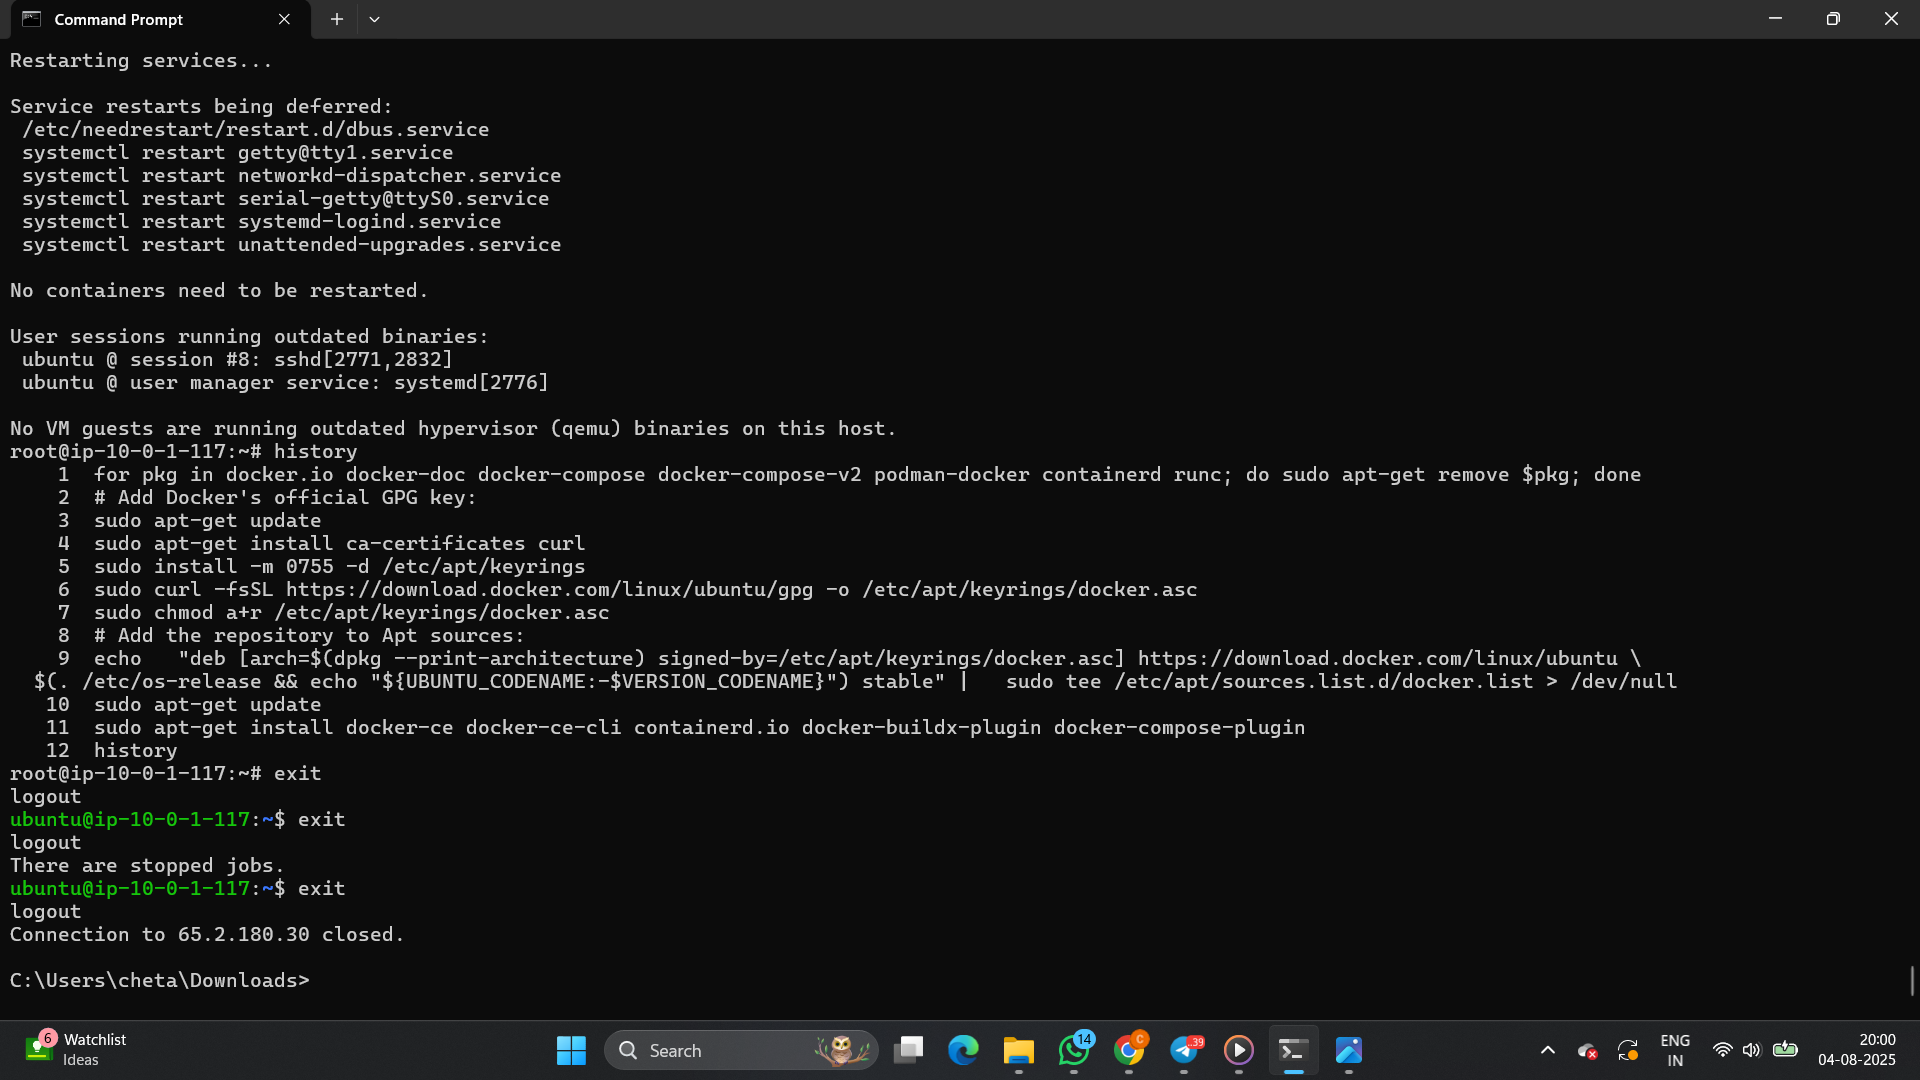 Command Prompt
Restarting services...
Service restarts being deferred:
 /etc/needrestart/restart.d/dbus.service
 systemctl restart getty@tty1.service
 systemctl restart networkd-dispatcher.service
 systemctl restart serial-getty@ttyS0.service
 systemctl restart systemd-logind.service
 systemctl restart unattended-upgrades.service
No containers need to be restarted.
User sessions running outdated binaries:
 ubuntu @ session #8: sshd[2771,2832]
 ubuntu @ user manager service: systemd[2776]
No VM guests are running outdated hypervisor (qemu) binaries on this host.
root@ip-10-0-1-117:~# history
    1  for pkg in docker.io docker-doc docker-compose docker-compose-v2 podman-docker containerd runc; do sudo apt-get remove $pkg; done
    2  # Add Docker's official GPG key:
    3  sudo apt-get update
    4  sudo apt-get install ca-certificates curl
    5  sudo install -m 0755 -d /etc/apt/keyrings
    6  sudo curl -fsSL https://download.docker.com/linux/ubuntu/gpg -o /etc/apt/keyrings/docker.asc
    7  sudo chmod a+r /etc/apt/keyrings/docker.asc
    8  # Add the repository to Apt sources:
    9  echo   "deb [arch=$(dpkg --print-architecture) signed-by=/etc/apt/keyrings/docker.asc] https://download.docker.com/linux/ubuntu \
  $(. /etc/os-release && echo "${UBUNTU_CODENAME:-$VERSION_CODENAME}") stable" |   sudo tee /etc/apt/sources.list.d/docker.list > /dev/null
   10  sudo apt-get update
   11  sudo apt-get install docker-ce docker-ce-cli containerd.io docker-buildx-plugin docker-compose-plugin
   12  history
root@ip-10-0-1-117:~# exit
logout
ubuntu@ip-10-0-1-117:~$ exit
logout
There are stopped jobs.
ubuntu@ip-10-0-1-117:~$ exit
logout
Connection to 65.2.180.30 closed.
C:\Users\cheta\Downloads>
6
Watchlist
Ideas
Search
14
C
.39
ENG
IN
20:00
04-08-2025